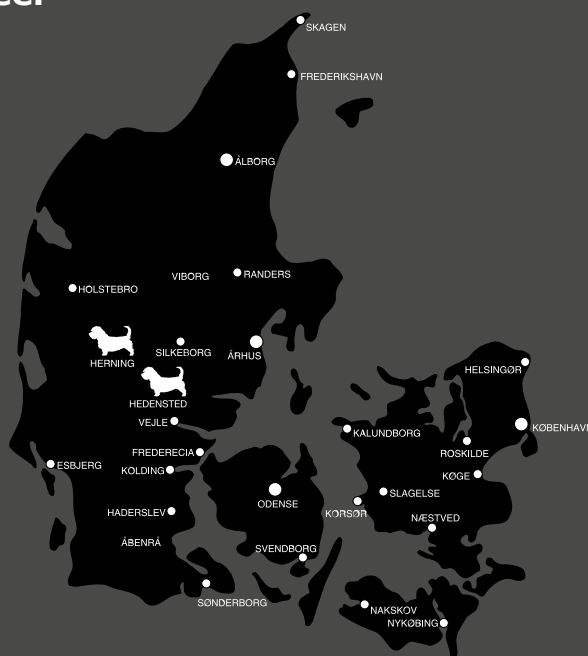 SKAGEN
FREDERIKSHAVN
ÅLBORG
VIBORG
RANDERS
HOLSTEBRO
SILKEBORG
ÅRHUS
HERNING
HEDENSTED
VEJLE
FREDERECIA
KOLDING
ESBJERG
HADERSLEV
ÅBENRÅ
SØNDERBORG
ODENSE
SVENDBORG
HELSINGØR
KØBENHAVN
KALUNDBORG
ROSKILDE
KØGE
SLAGELSE
KORSØR
NÆSTVED
NAKSKOV
NYKØBING